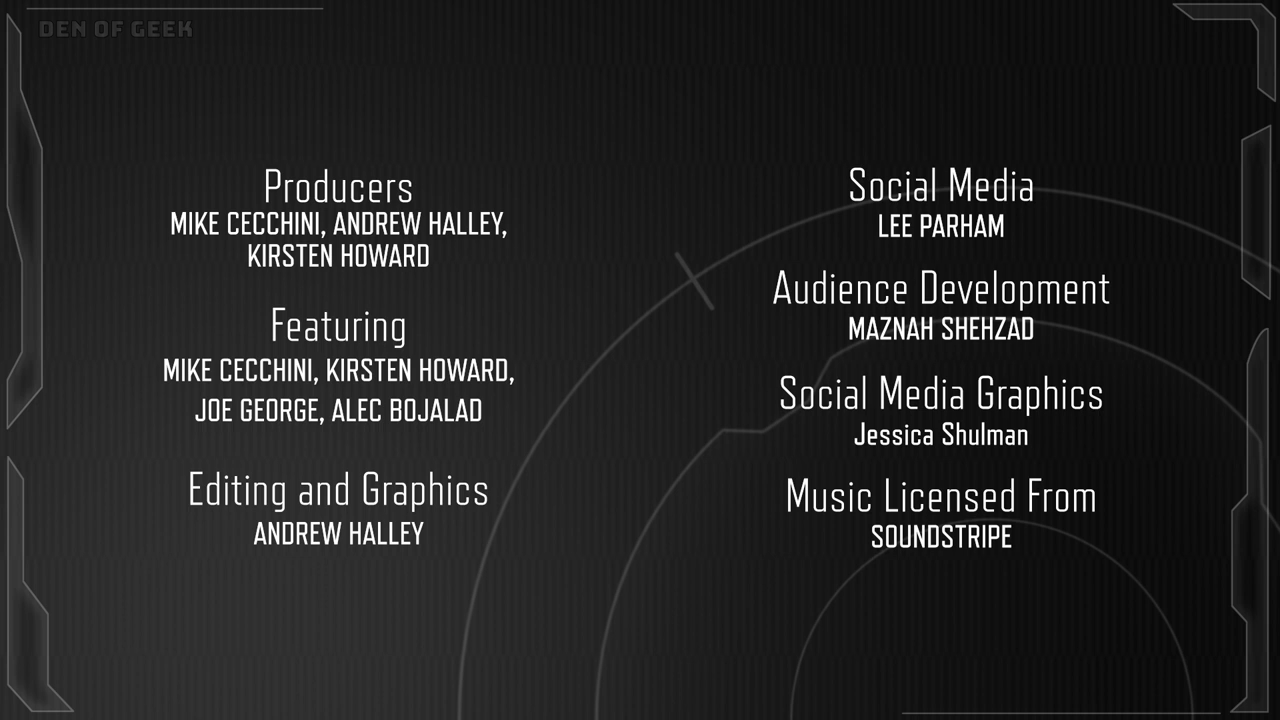 DEN OF GEEK
Producers
MIKE CECCHINI, ANDREW HALLEY,
KIRSTEN HOWARD
Featuring
MIKE CECCHINI, KIRSTEN HOWARD,
JOE GEORGE, ALEC BOJALAD
Editing and Graphics
ANDREW HALLEY
Social Media
LEE PARHAM
Audience Development
MAZNAH SHEHZAD
Social Media Graphics
Jessica Shulman
Music Licensed From
SOUNDSTRIPE